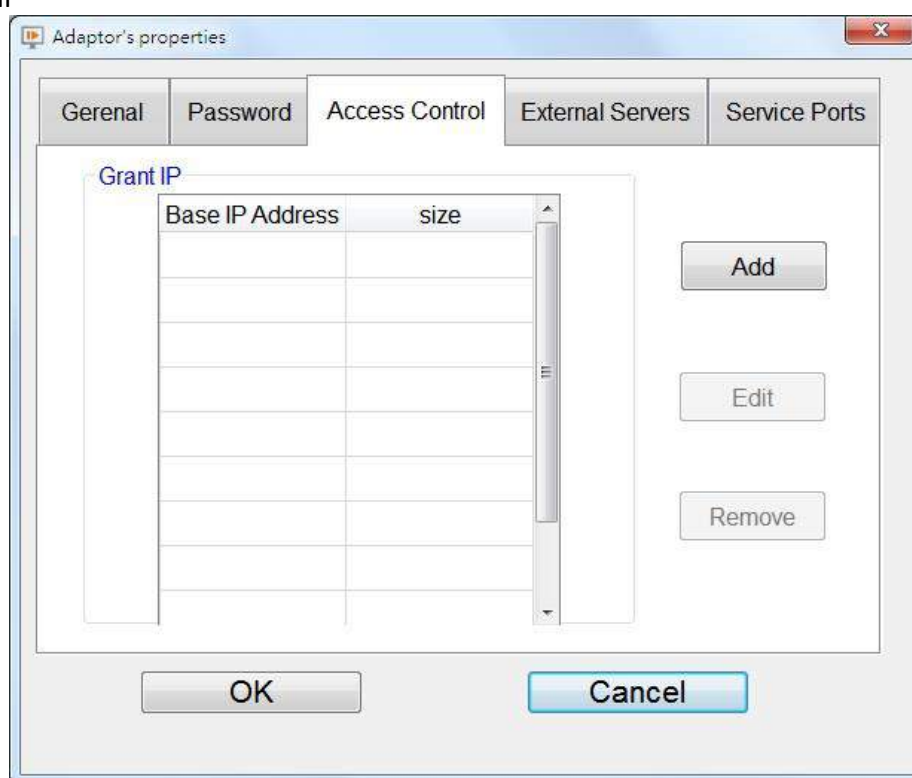 Adaptor's properties
Gerenal Password Access Control External Servers Service Ports
Grant IP
Base IP Address size
Add
Edit
Remove
OK Cancel